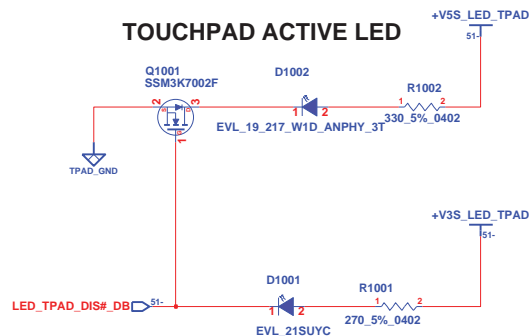 +V5S_LED_TPAD
TOUCHPAD ACTIVE LED
51-
Q1001
SSM3K7002F
D1002
R1002
2
3
S
D
G
1
2
1
2
EVL_19_217_W1D_ANPHY_3T
330_5%_0402
1
TPAD_GND
+V3S_LED_TPAD
51-
D1001
R1001
LED_TPAD_DIS#_DB
51-
1
2
1
2
270_5%_0402
EVL_21SUYC